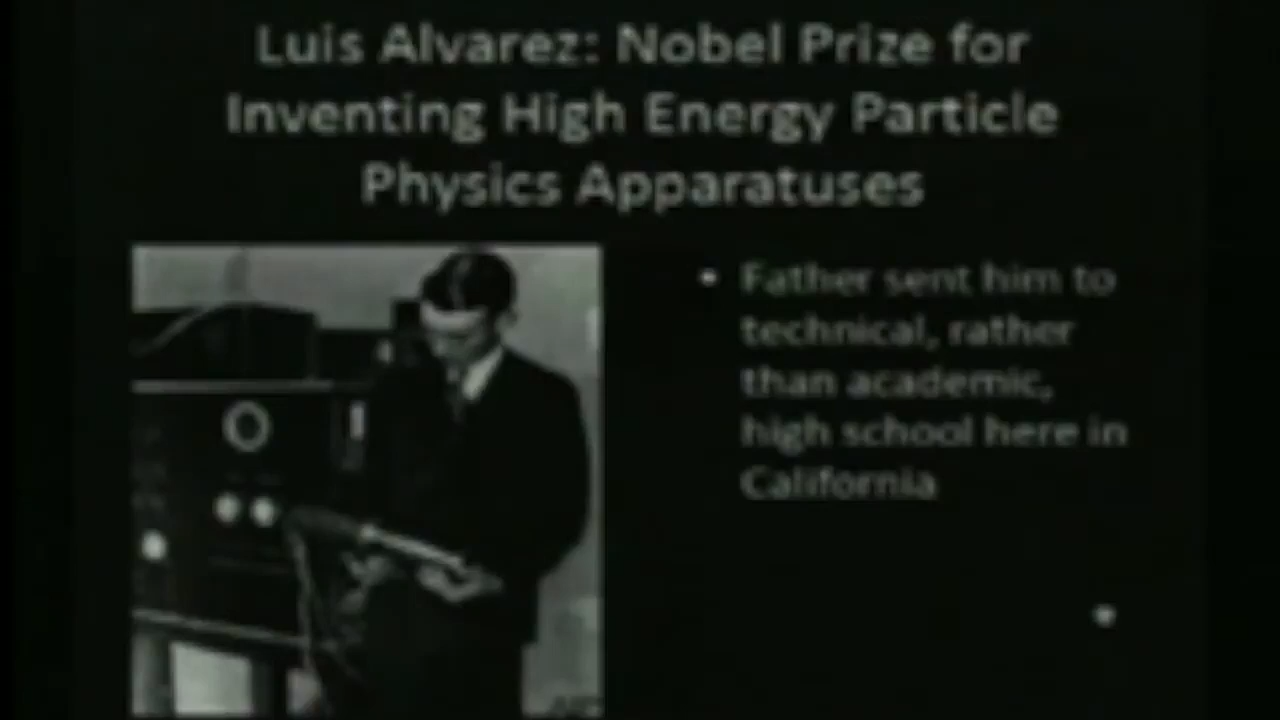 Luis Alvarez: Nobel Prize for
Inventing High Energy Particle
Physics Apparatuses
• Father sent him to
technical, rather
than academic,
high school here in
California